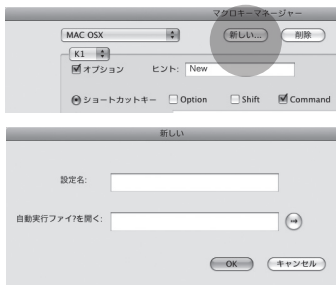 マクロキーマネージャー
MAC OSX 新しい... 削除
K1
オプション ヒント: New
ショートカットキー Option Shift Command
新しい
設定名:
自動実行ファイ?を開く:
OK キャンセル